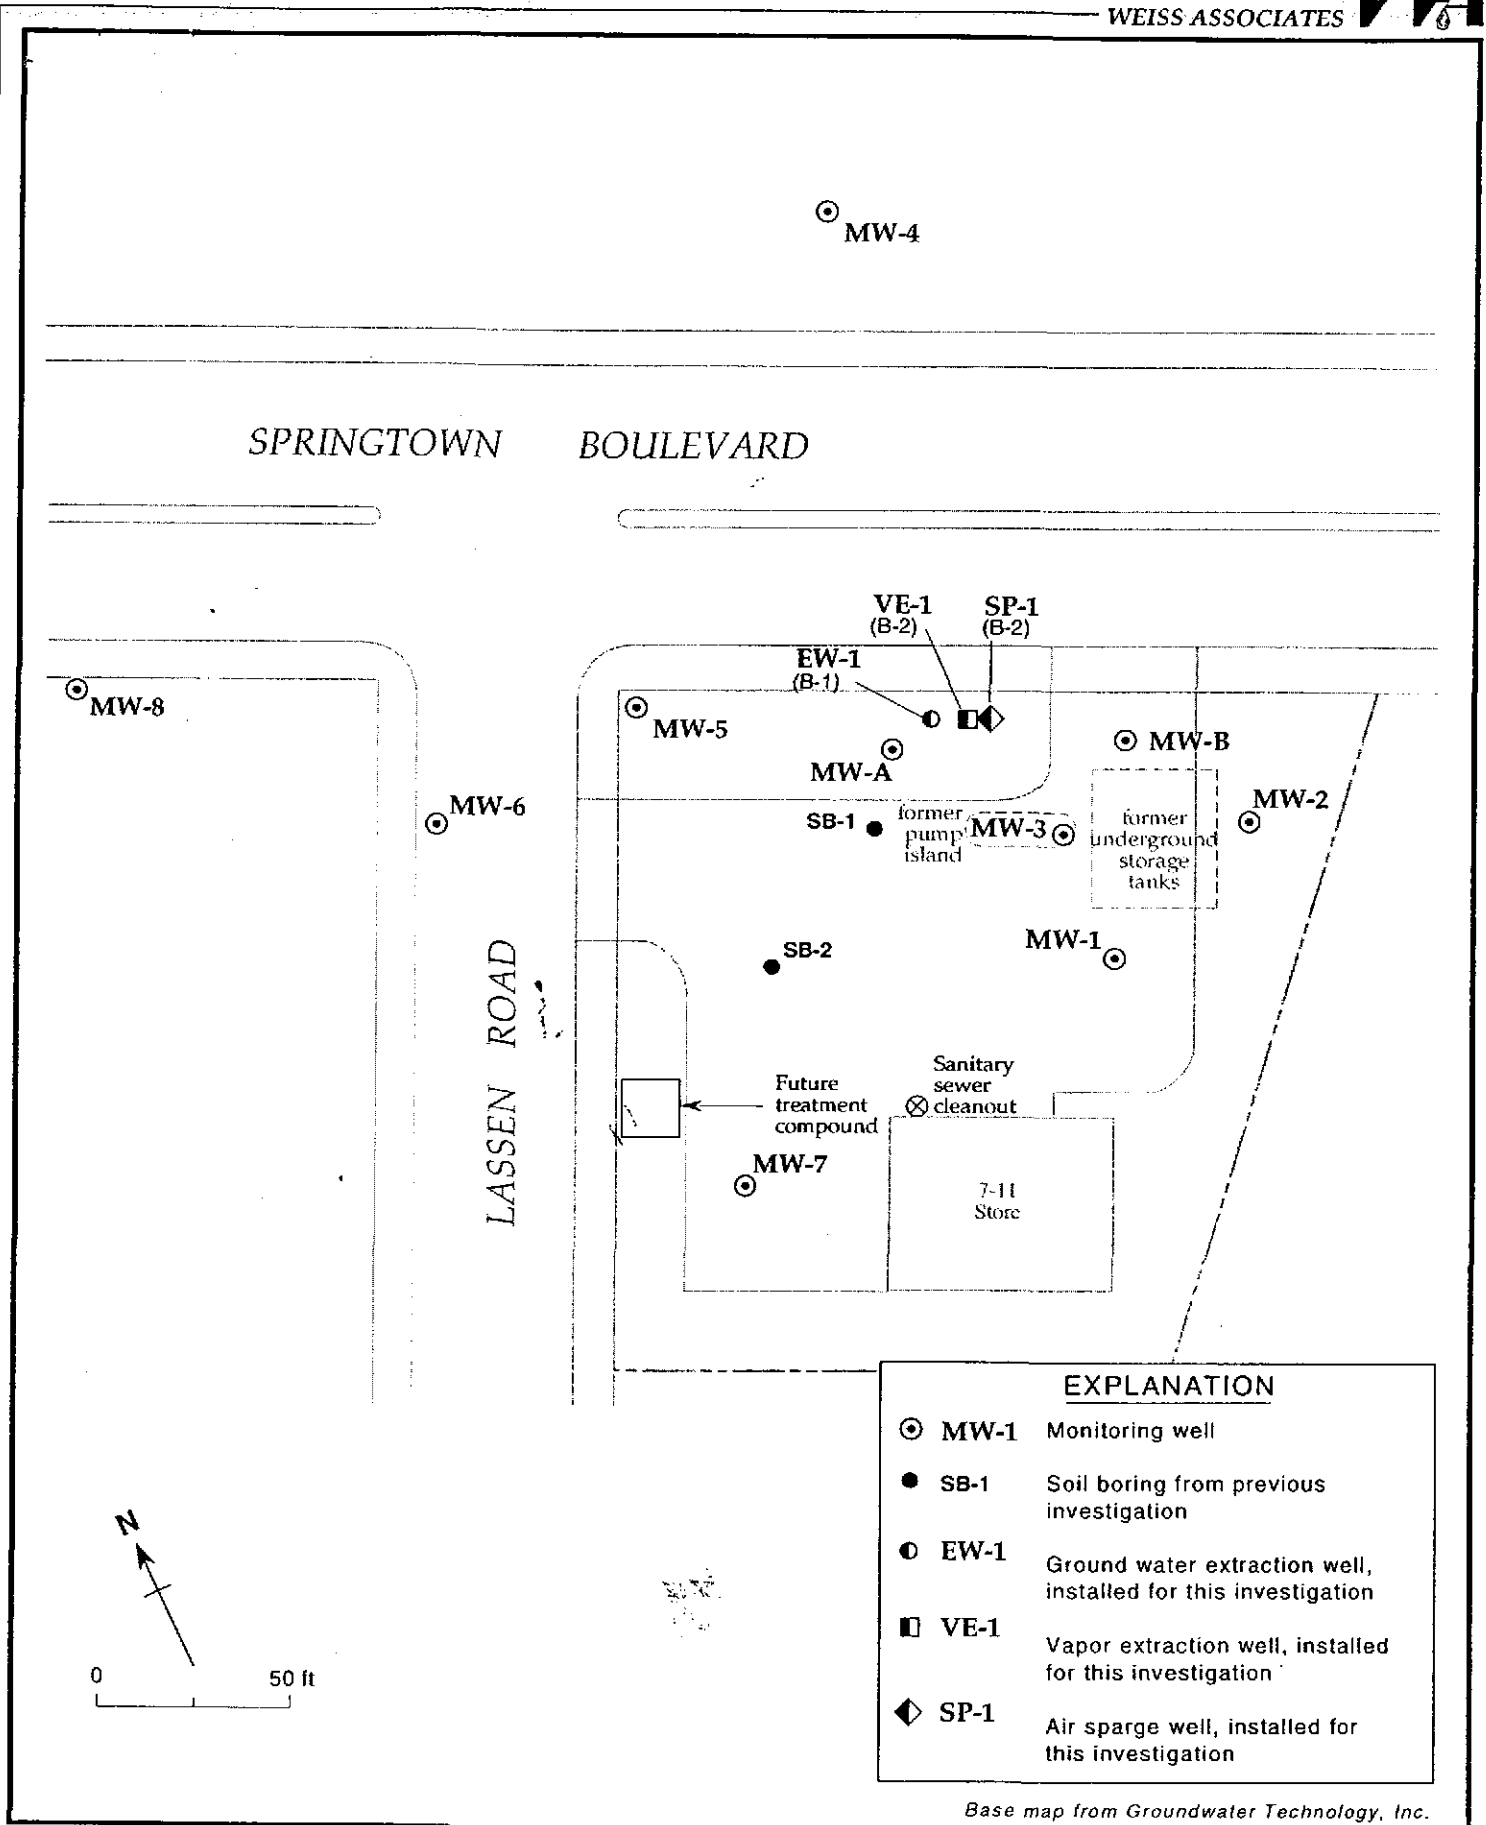 WEISS ASSOCIATES
MW-4
SPRINGTOWN BOULEVARD
VE-1 SP-1
(B-2) (B-2)
EW-1
(B-1)
MW-8
MW-5
MW-B
MW-A
MW-6
MW-2
SB-1
former
pump
island
MW-3
former
underground
storage
tanks
SB-2
MW-1
LASSEN ROAD
Sanitary
sewer
cleanout
Future
treatment
compound
MW-7
7-11
Store
EXPLANATION
MW-1 Monitoring well
SB-1 Soil boring from previous
investigation
EW-1 Ground water extraction well,
installed for this investigation
VE-1 Vapor extraction well, installed
for this investigation
SP-1 Air sparge well, installed for
this investigation
N
0 50 ft
Base map from Groundwater Technology, Inc.